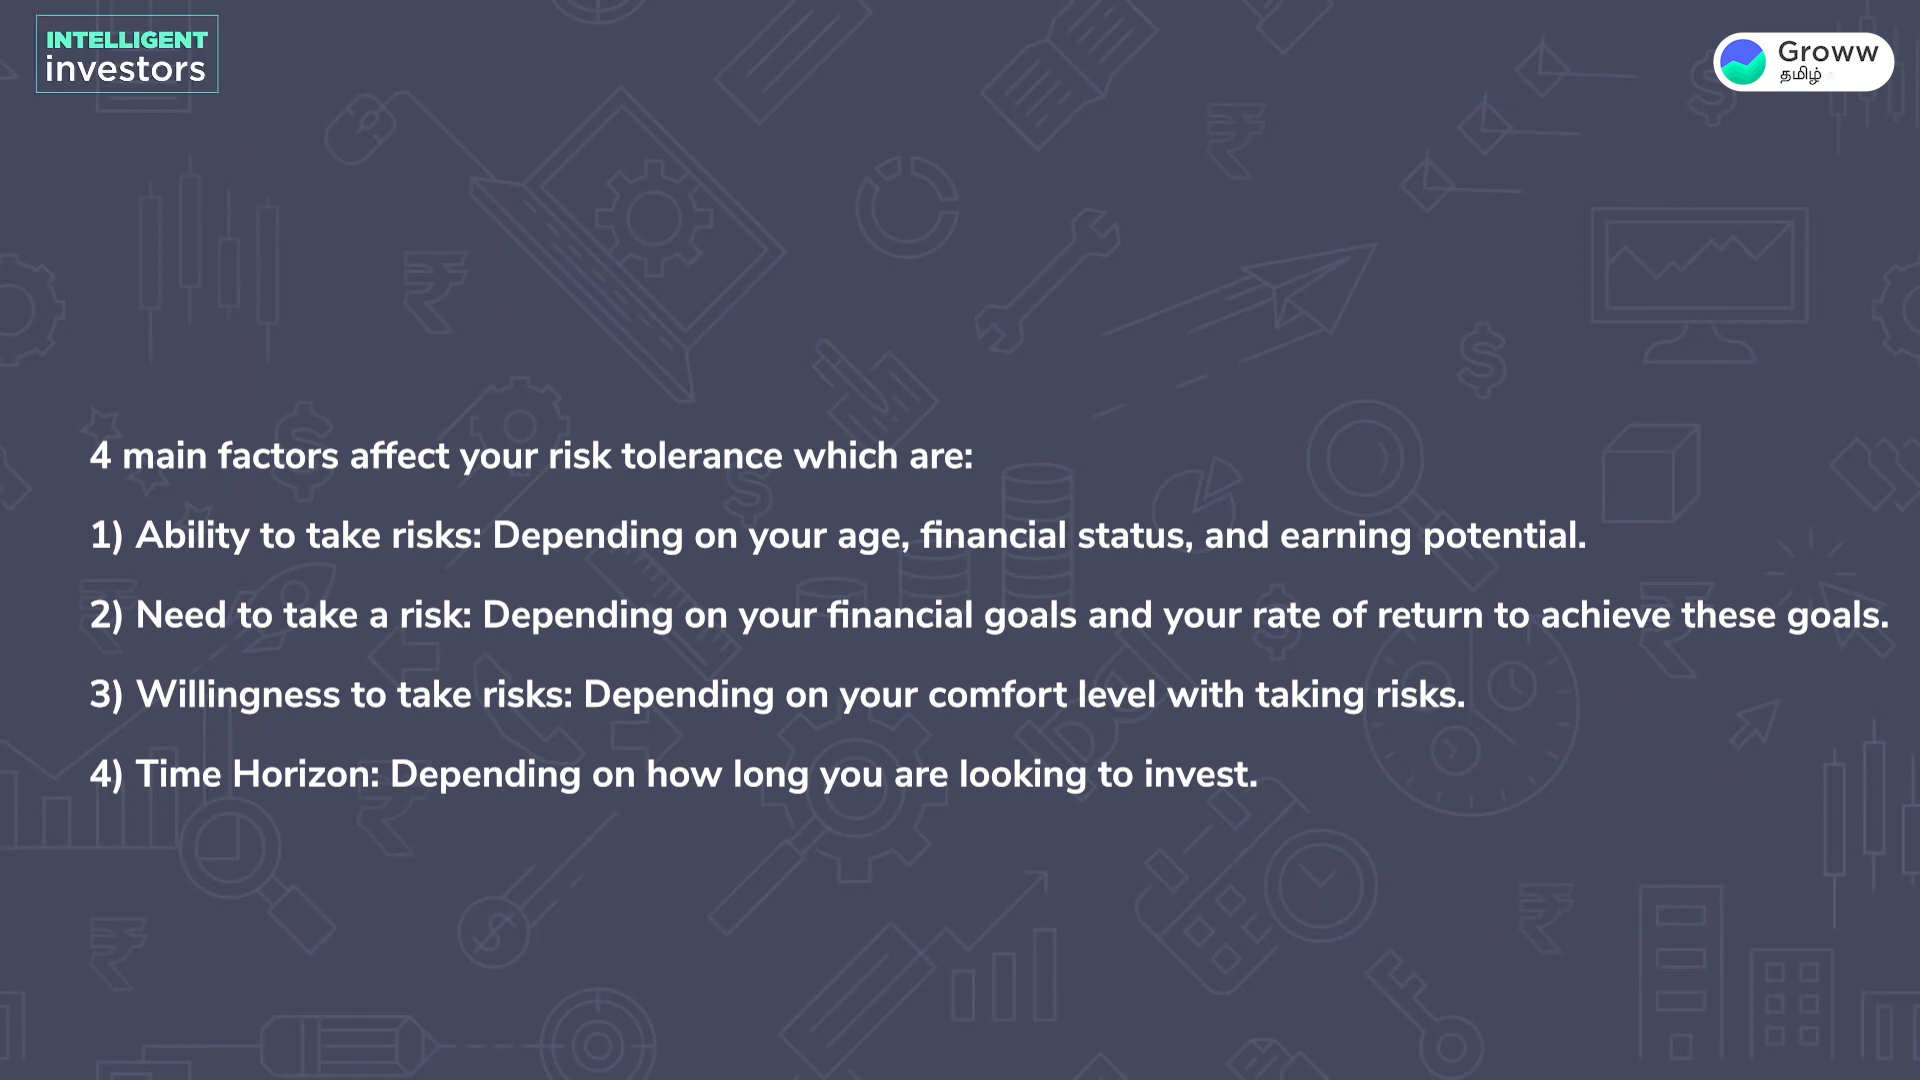 INTELLIGENT
investors
Groww
தமிழ்
4 main factors affect your risk tolerance which are:
1) Ability to take risks: Depending on your age, financial status, and earning potential.
2) Need to take a risk: Depending on your financial goals and your rate of return to achieve these goals.
3) Willingness to take risks: Depending on your comfort level with taking risks.
4) Time Horizon: Depending on how long you are looking to invest.